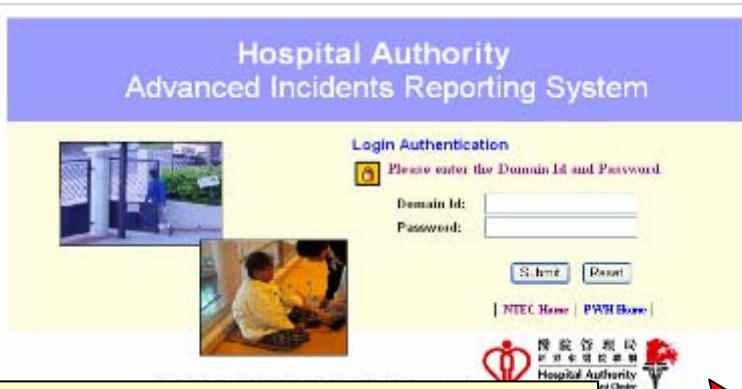 Hospital Authority
Advanced Incidents Reporting System
Login Authentication
Please enter the Domain Id and Password
Domain Id:
Password:
Submit Reset
| NTEC Home | PWH Home |
醫院管理局
Hospital Authority